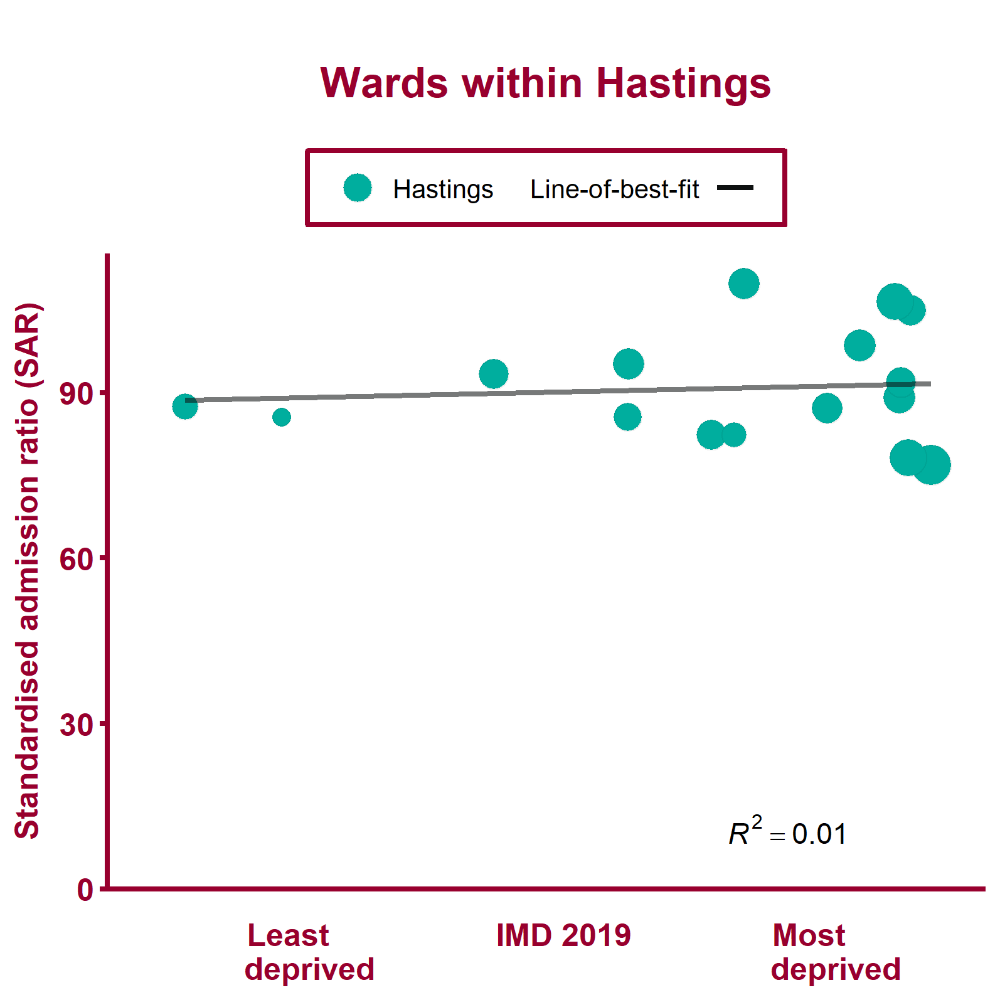 Wards within Hastings
Hastings Line-of-best-fit
Standardised admission ratio (SAR)
90
60
30
0
R² = 0.01
Least deprived
IMD 2019
Most deprived